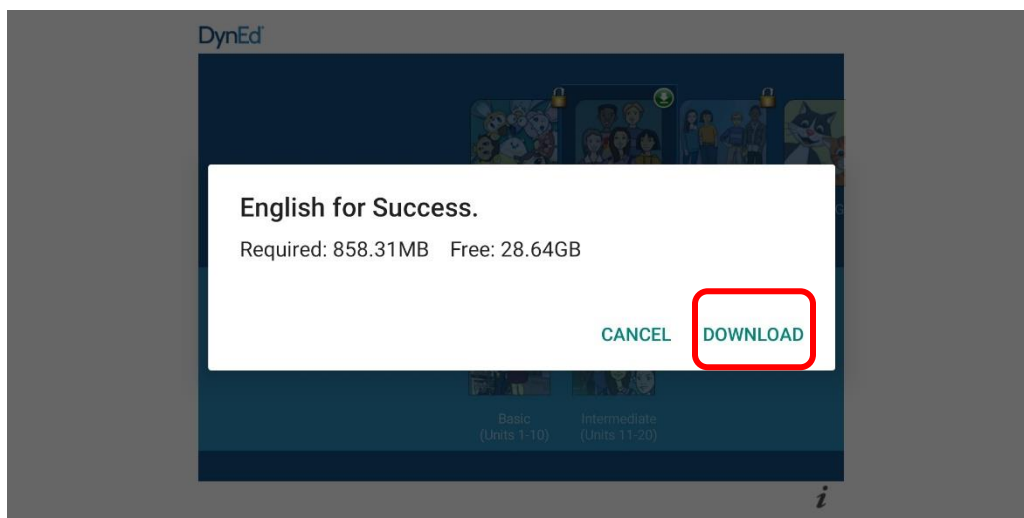 DynEd
English for Success.
Required: 858.31MB Free: 28.64GB
CANCEL DOWNLOAD
Basic Intermediate
(Units 1-10) (Units 11-20)
i